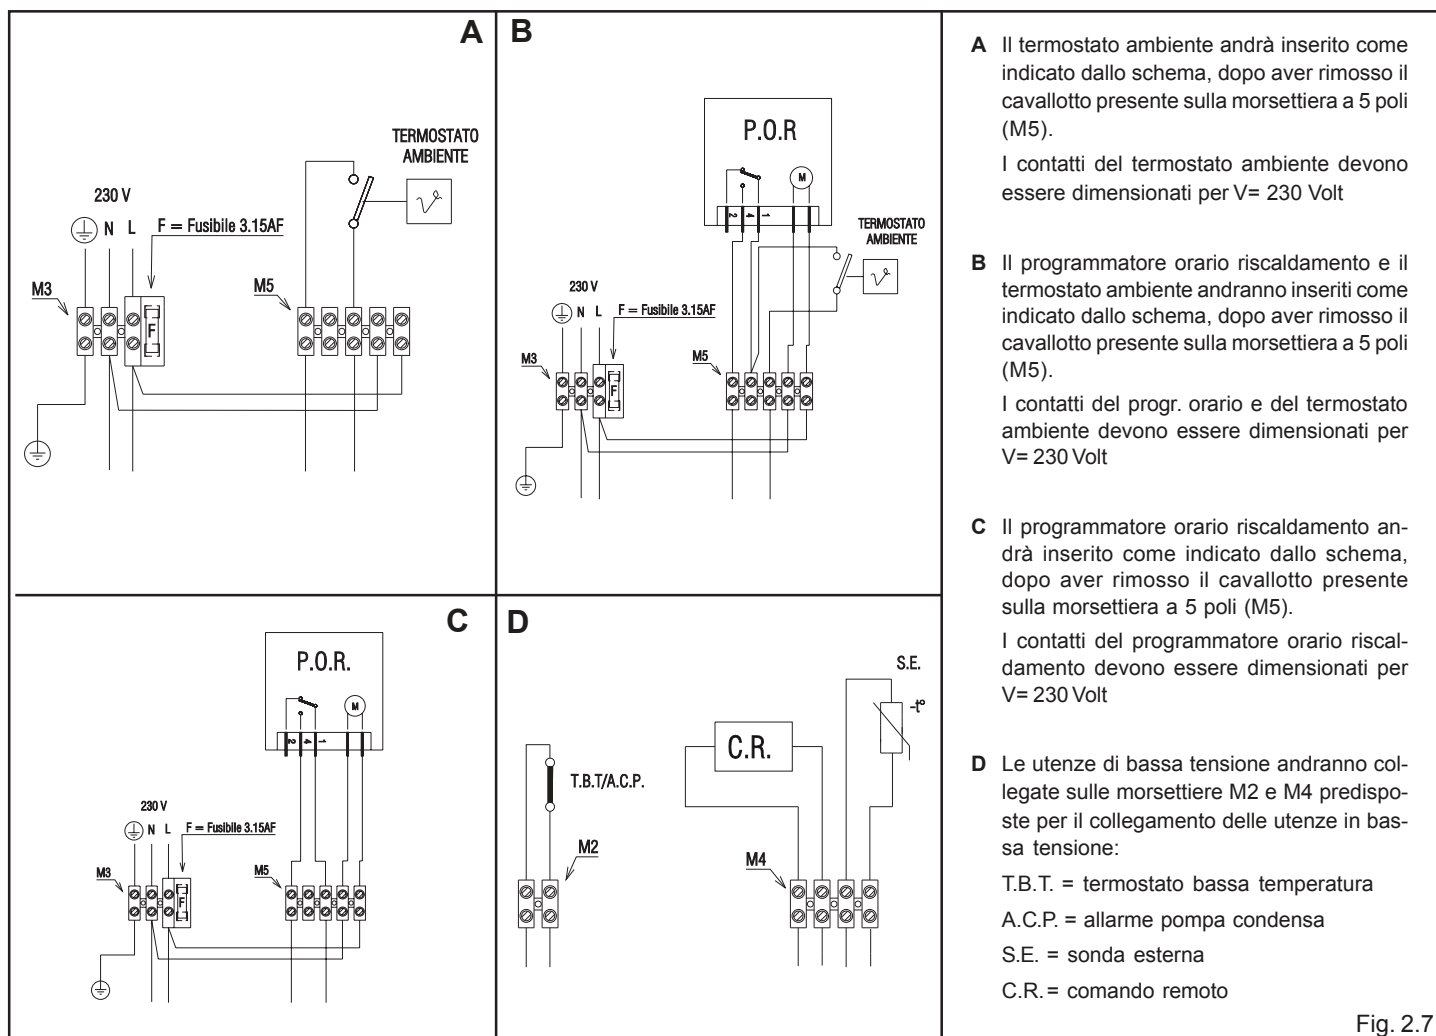 A
TERMOSTATO
AMBIENTE
230 V
N L F = Fusibile 3.15AF
M3
M5
F
B
P.O.R
M
2 4 1
TERMOSTATO
AMBIENTE
230 V
N L F = Fusibile 3.15AF
M3
M5
F
C
P.O.R.
M
2 4 1
230 V
N L F = Fusibile 3.15AF
M3
M5
F
D
S.E.
-t°
C.R.
T.B.T/A.C.P.
M2
M4
A Il termostato ambiente andrà inserito come
indicato dallo schema, dopo aver rimosso il
cavallotto presente sulla morsettiera a 5 poli
(M5).
I contatti del termostato ambiente devono
essere dimensionati per V= 230 Volt
B Il programmatore orario riscaldamento e il
termostato ambiente andranno inseriti come
indicato dallo schema, dopo aver rimosso il
cavallotto presente sulla morsettiera a 5 poli
(M5).
I contatti del progr. orario e del termostato
ambiente devono essere dimensionati per
V= 230 Volt
C Il programmatore orario riscaldamento an-
drà inserito come indicato dallo schema,
dopo aver rimosso il cavallotto presente
sulla morsettiera a 5 poli (M5).
I contatti del programmatore orario riscal-
damento devono essere dimensionati per
V= 230 Volt
D Le utenze di bassa tensione andranno col-
legate sulle morsettiere M2 e M4 predispo-
ste per il collegamento delle utenze in bas-
sa tensione:
T.B.T. = termostato bassa temperatura
A.C.P. = allarme pompa condensa
S.E. = sonda esterna
C.R. = comando remoto
Fig. 2.7